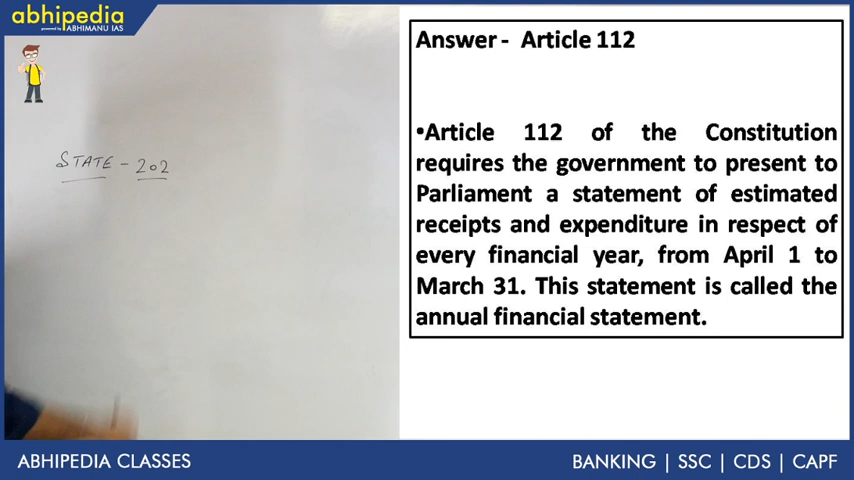 abhipedia
powered by ABHIMANU IAS
STATE - 202
Answer - Article 112
•Article 112 of the Constitution
requires the government to present to
Parliament a statement of estimated
receipts and expenditure in respect of
every financial year, from April 1 to
March 31. This statement is called the
annual financial statement.
ABHIPEDIA CLASSES
BANKING | SSC | CDS | CAPF